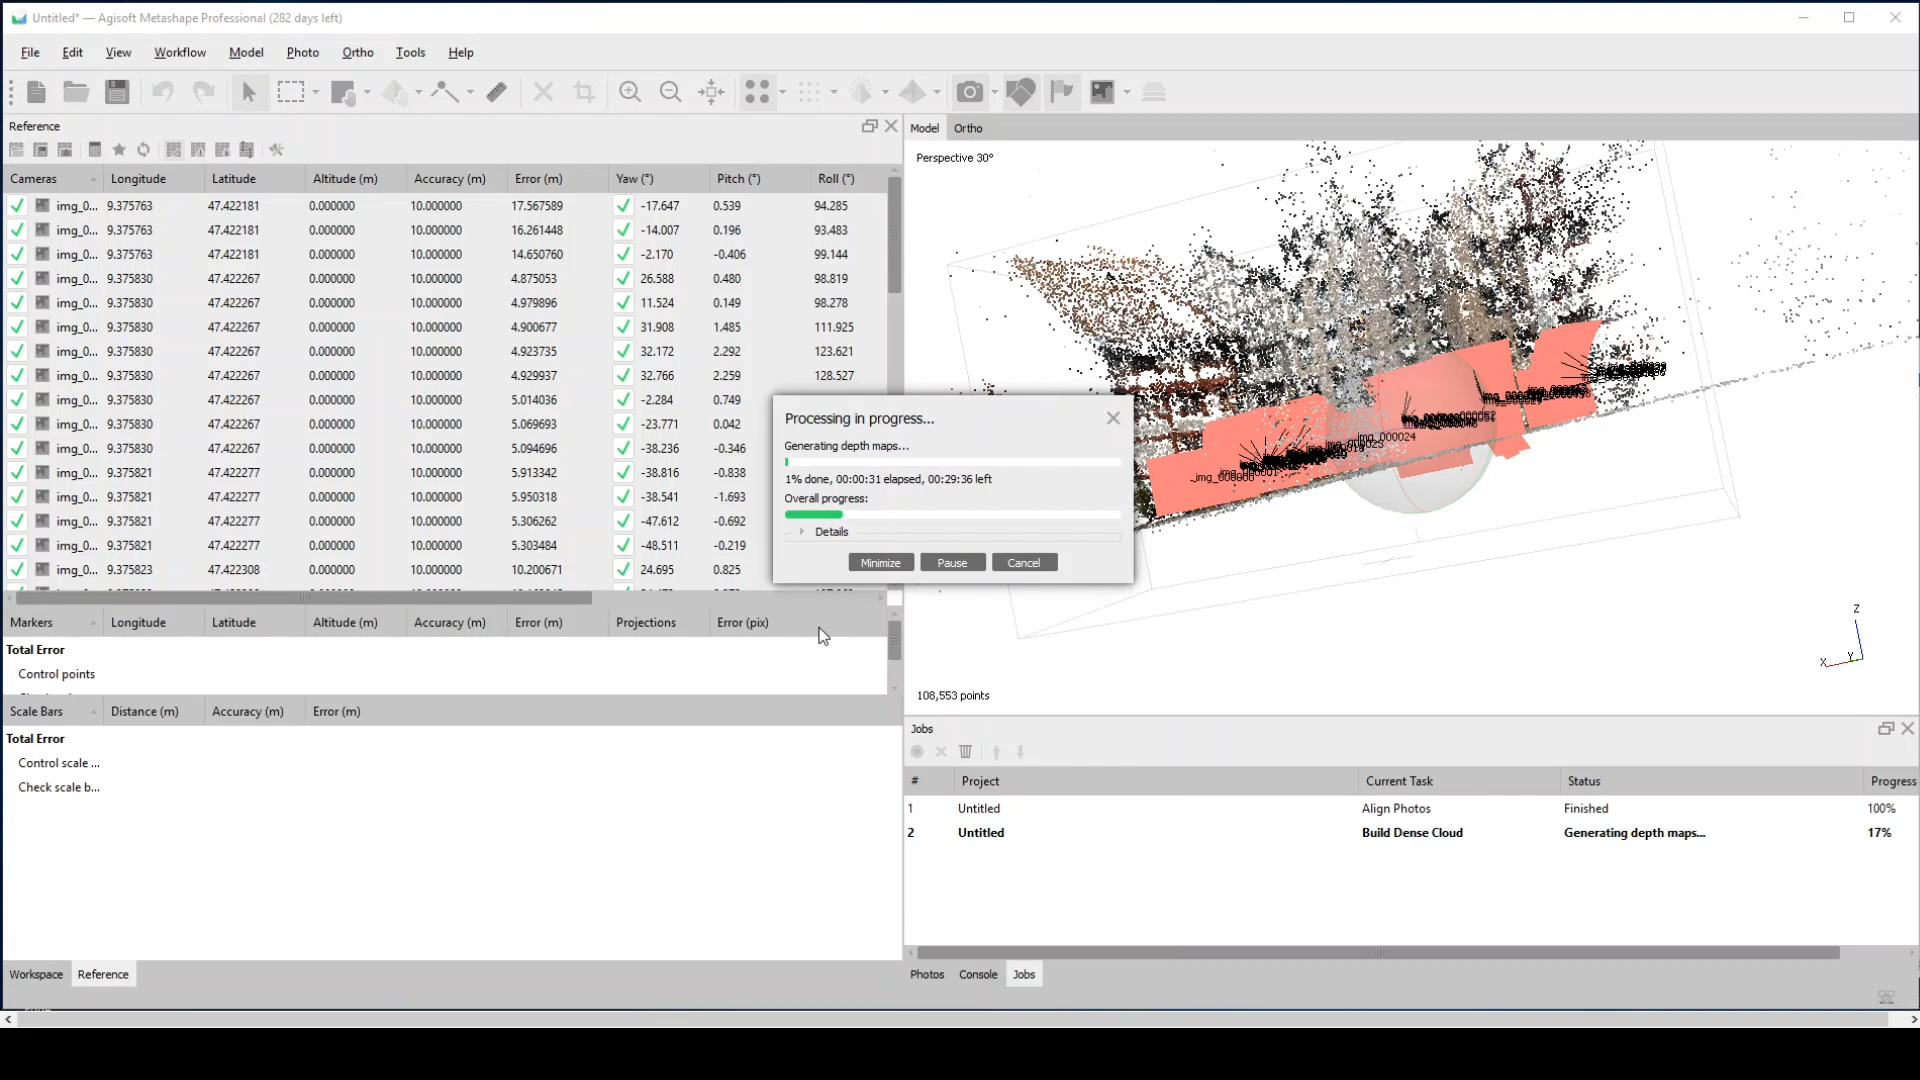 Untitled* — Agisoft Metashape Professional (282 days left)
File Edit View Workflow Model Photo Ortho Tools Help
Reference
Cameras Longitude Latitude Altitude (m) Accuracy (m) Error (m) Yaw (°) Pitch (°) Roll (°)
img_0... 9.375763 47.422181 0.000000 10.000000 17.567589 -17.647 0.539 94.285
img_0... 9.375763 47.422181 0.000000 10.000000 16.261448 -14.007 0.196 93.483
img_0... 9.375763 47.422181 0.000000 10.000000 14.650760 -2.170 -0.406 99.144
img_0... 9.375830 47.422267 0.000000 10.000000 4.875053 26.588 0.480 98.819
img_0... 9.375830 47.422267 0.000000 10.000000 4.979896 11.524 0.149 98.278
img_0... 9.375830 47.422267 0.000000 10.000000 4.900677 31.908 1.485 111.925
img_0... 9.375830 47.422267 0.000000 10.000000 4.923735 32.172 2.292 123.621
img_0... 9.375830 47.422267 0.000000 10.000000 4.929937 32.766 2.259 128.527
img_0... 9.375830 47.422267 0.000000 10.000000 5.014036 -2.284 0.749
img_0... 9.375830 47.422267 0.000000 10.000000 5.069693 -23.771 0.042
img_0... 9.375830 47.422267 0.000000 10.000000 5.094696 -38.236 -0.346
img_0... 9.375821 47.422277 0.000000 10.000000 5.913342 -38.816 -0.838
img_0... 9.375821 47.422277 0.000000 10.000000 5.950318 -38.541 -1.693
img_0... 9.375821 47.422277 0.000000 10.000000 5.306262 -47.612 -0.692
img_0... 9.375821 47.422277 0.000000 10.000000 5.303484 -48.511 -0.219
img_0... 9.375823 47.422308 0.000000 10.000000 10.200671 24.695 0.825
Markers Longitude Latitude Altitude (m) Accuracy (m) Error (m) Projections Error (pix)
Total Error
Control points
Scale Bars Distance (m) Accuracy (m) Error (m)
Total Error
Control scale ...
Check scale b...
Workspace Reference
Model Ortho
Perspective 30°
img_000024
img_000000
Processing in progress...
Generating depth maps...
1% done, 00:00:31 elapsed, 00:29:36 left
Overall progress:
Details
Minimize Pause Cancel
Z
X
Y
108,553 points
Jobs
# Project Current Task Status Progress
1 Untitled Align Photos Finished 100%
2 Untitled Build Dense Cloud Generating depth maps... 17%
Photos Console Jobs